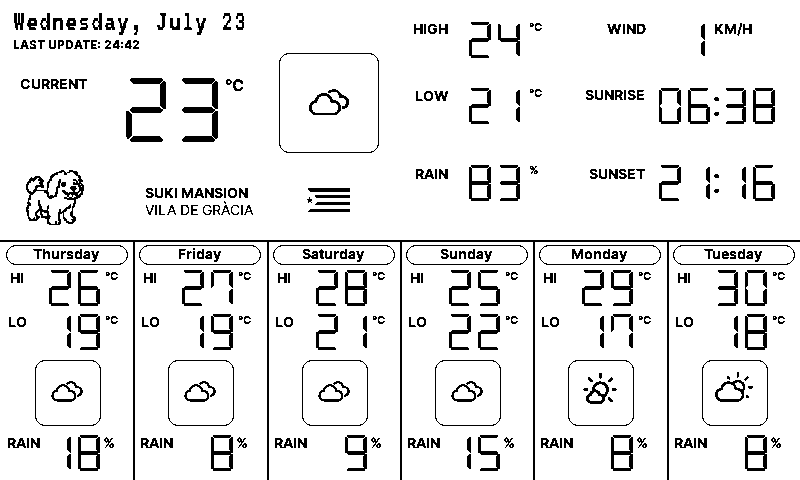 Wednesday, July 23
LAST UPDATE: 24:42
CURRENT 23 °C
HIGH 24 °C
LOW 21 °C
RAIN 83 %
WIND 1 KM/H
SUNRISE 06:38
SUNSET 21:16
SUKI MANSION
VILA DE GRÀCIA
Thursday
HI 26 °C
LO 19 °C
RAIN 18 %
Friday
HI 27 °C
LO 19 °C
RAIN 8 %
Saturday
HI 28 °C
LO 21 °C
RAIN 9 %
Sunday
HI 25 °C
LO 22 °C
RAIN 15 %
Monday
HI 29 °C
LO 17 °C
RAIN 8 %
Tuesday
HI 30 °C
LO 18 °C
RAIN 8 %